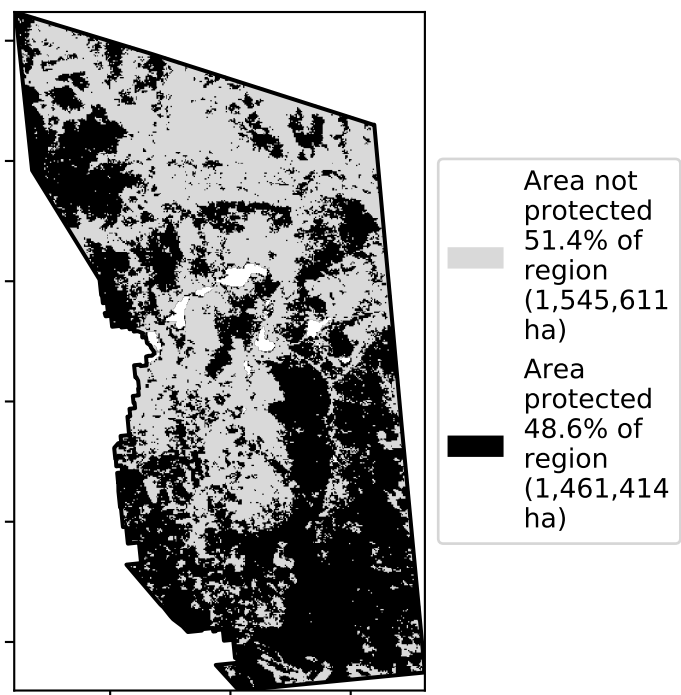 Area not
protected
51.4% of
region
(1,545,611
ha)
Area
protected
48.6% of
region
(1,461,414
ha)